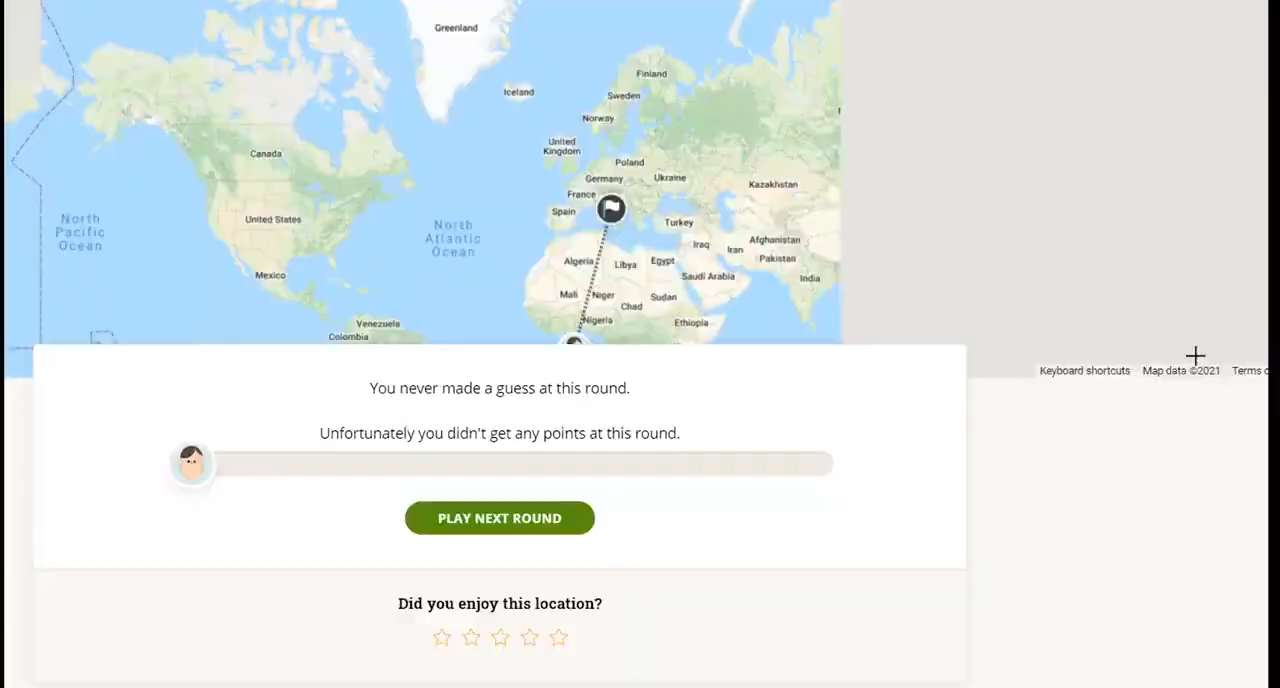 Greenland
Finland
Iceland
Sweden
Norway
United
Kingdom
Canada
Poland
Germany
Ukraine
France
Kazakhstan
Spain
North
Pacific
Ocean
United States
North
Atlantic
Ocean
Turkey
Iraq
Iran
Afghanistan
Pakistan
Algeria
Libya
Egypt
Saudi Arabia
India
Mexico
Mali
Niger
Chad
Sudan
Nigeria
Ethiopia
Venezuela
Colombia
Keyboard shortcuts
Map data ©2021
Terms o
You never made a guess at this round.
Unfortunately you didn't get any points at this round.
PLAY NEXT ROUND
Did you enjoy this location?